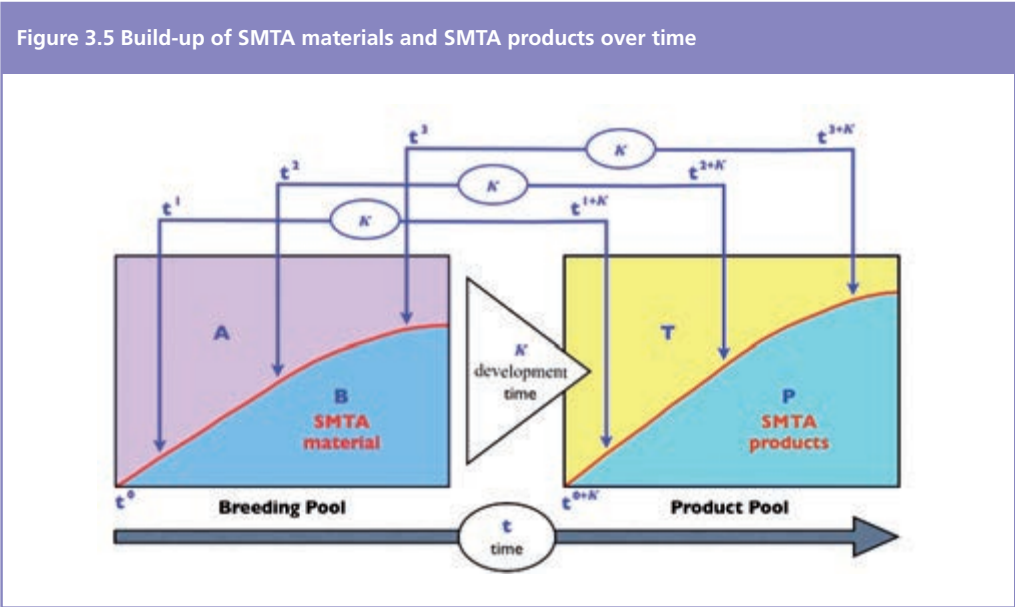 Figure 3.5 Build-up of SMTA materials and SMTA products over time
t³
K
t³⁺ᴷ
t²
K
t²⁺ᴷ
t¹
K
t¹⁺ᴷ
A
T
K
development
time
B
SMTA
material
P
SMTA
products
t⁰
Breeding Pool
t⁰⁺ᴷ
Product Pool
t
time